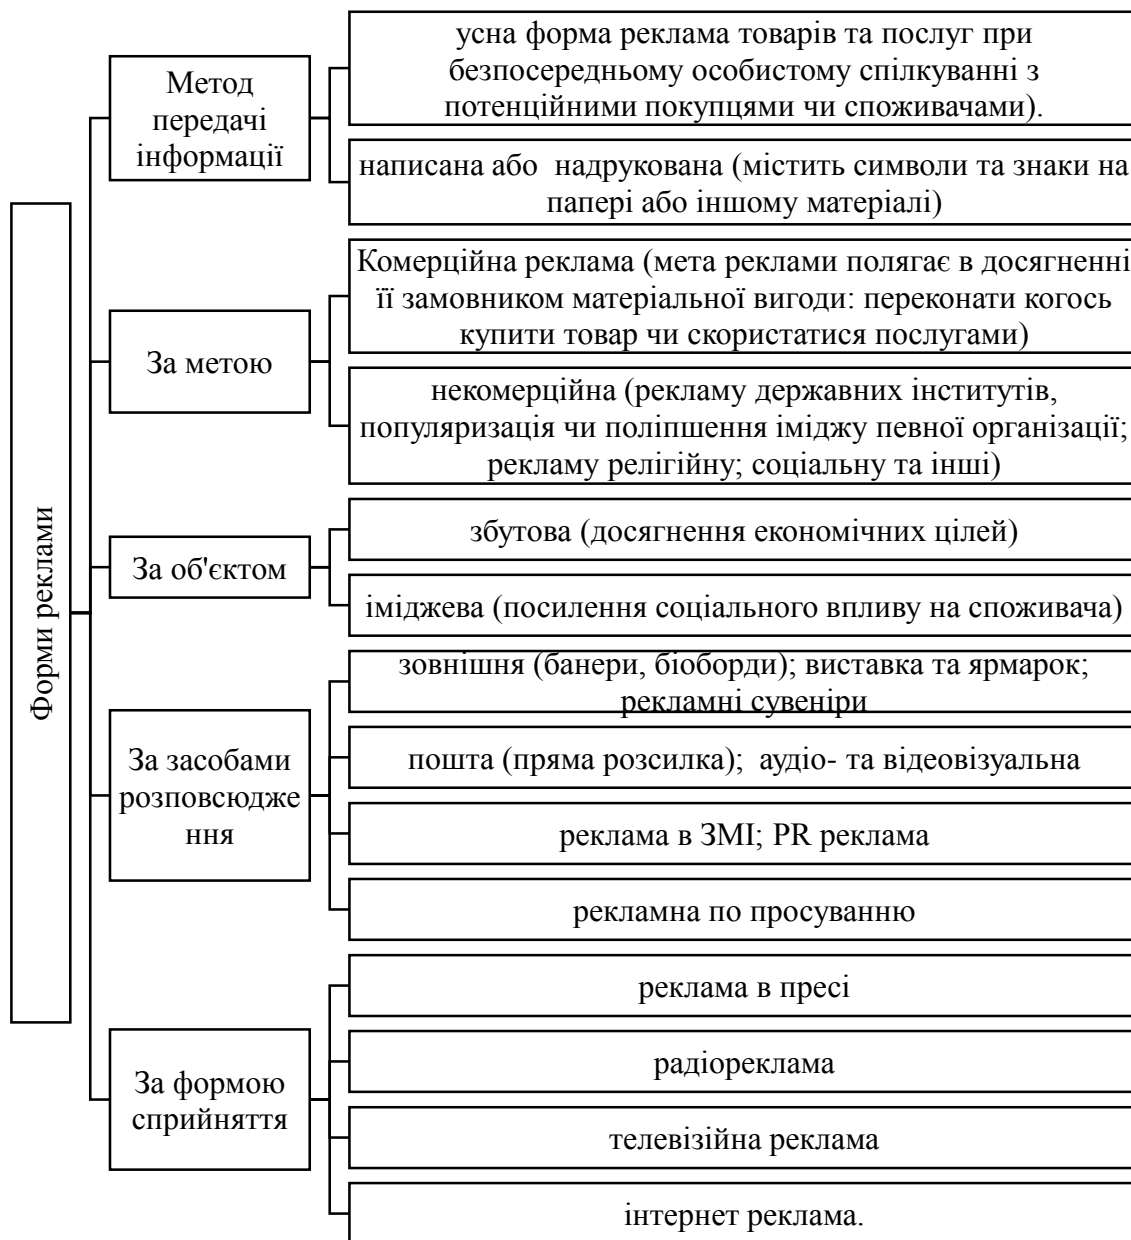 Форми реклами
Метод
передачі
інформації
усна форма реклама товарів та послуг при
безпосередньому особистому спілкуванні з
потенційними покупцями чи споживачами).
написана або  надрукована (містить символи та знаки на
папері або іншому матеріалі)
За метою
Комерційна реклама (мета реклами полягає в досягненні
її замовником матеріальної вигоди: переконати когось
купити товар чи скористатися послугами)
некомерційна (рекламу державних інститутів,
популяризація чи поліпшення іміджу певної організації;
рекламу релігійну; соціальну та інші)
За об'єктом
збутова (досягнення економічних цілей)
іміджева (посилення соціального впливу на споживача)
За засобами
розповсюдже
ння
зовнішня (банери, біоборди); виставка та ярмарок;
рекламні сувеніри
пошта (пряма розсилка);  аудіо- та відеовізуальна
реклама в ЗМІ; PR реклама
рекламна по просуванню
За формою
сприйняття
реклама в пресі
радіореклама
телевізійна реклама
інтернет реклама.